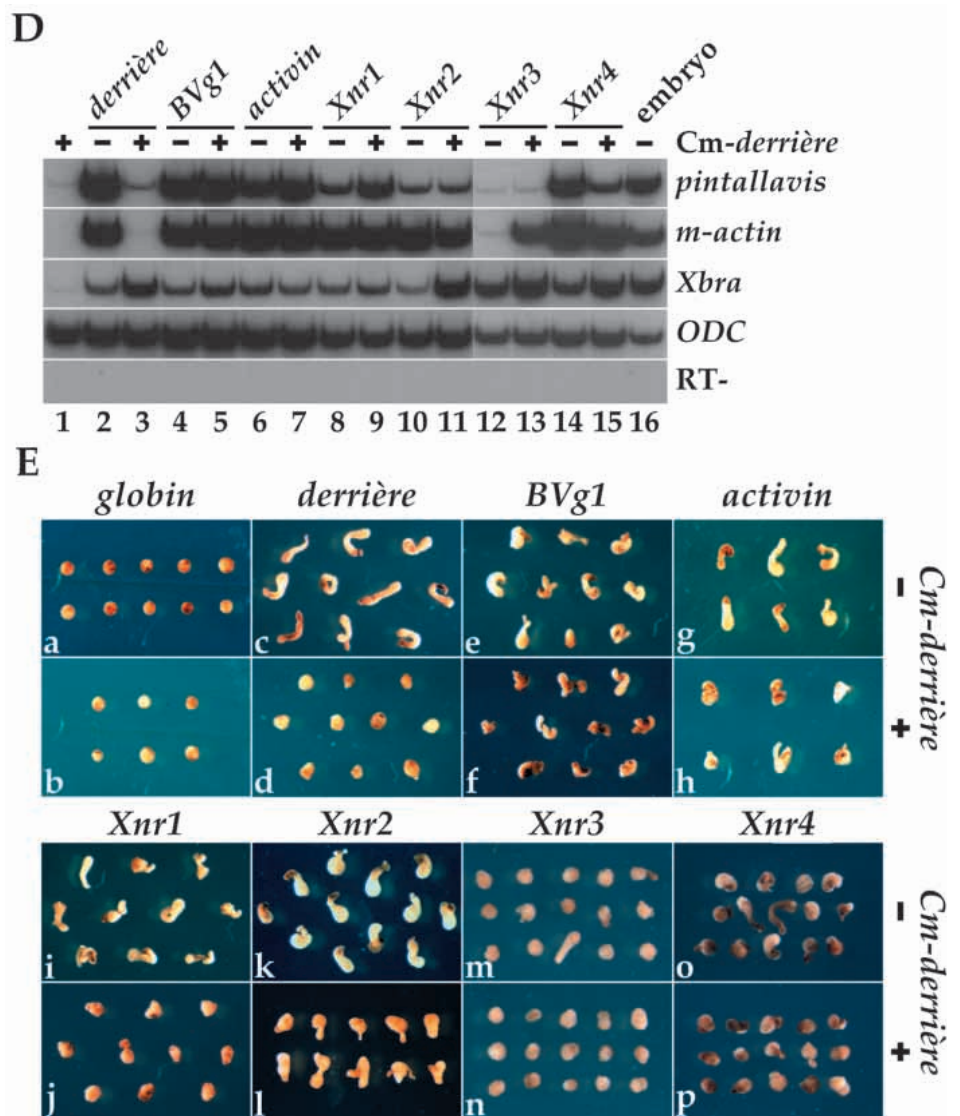 D
derrière BVg1 activin Xnr1 Xnr2 Xnr3 Xnr4 embryo
+ - + - + - + - + - + - + - + - Cm-derrière
pintallavis
m-actin
Xbra
ODC
RT-
1 2 3 4 5 6 7 8 9 10 11 12 13 14 15 16
E
globin derrière BVg1 activin
a c e g -
Cm-derrière
b d f h +
Xnr1 Xnr2 Xnr3 Xnr4
i k m o -
Cm-derrière
j l n p +